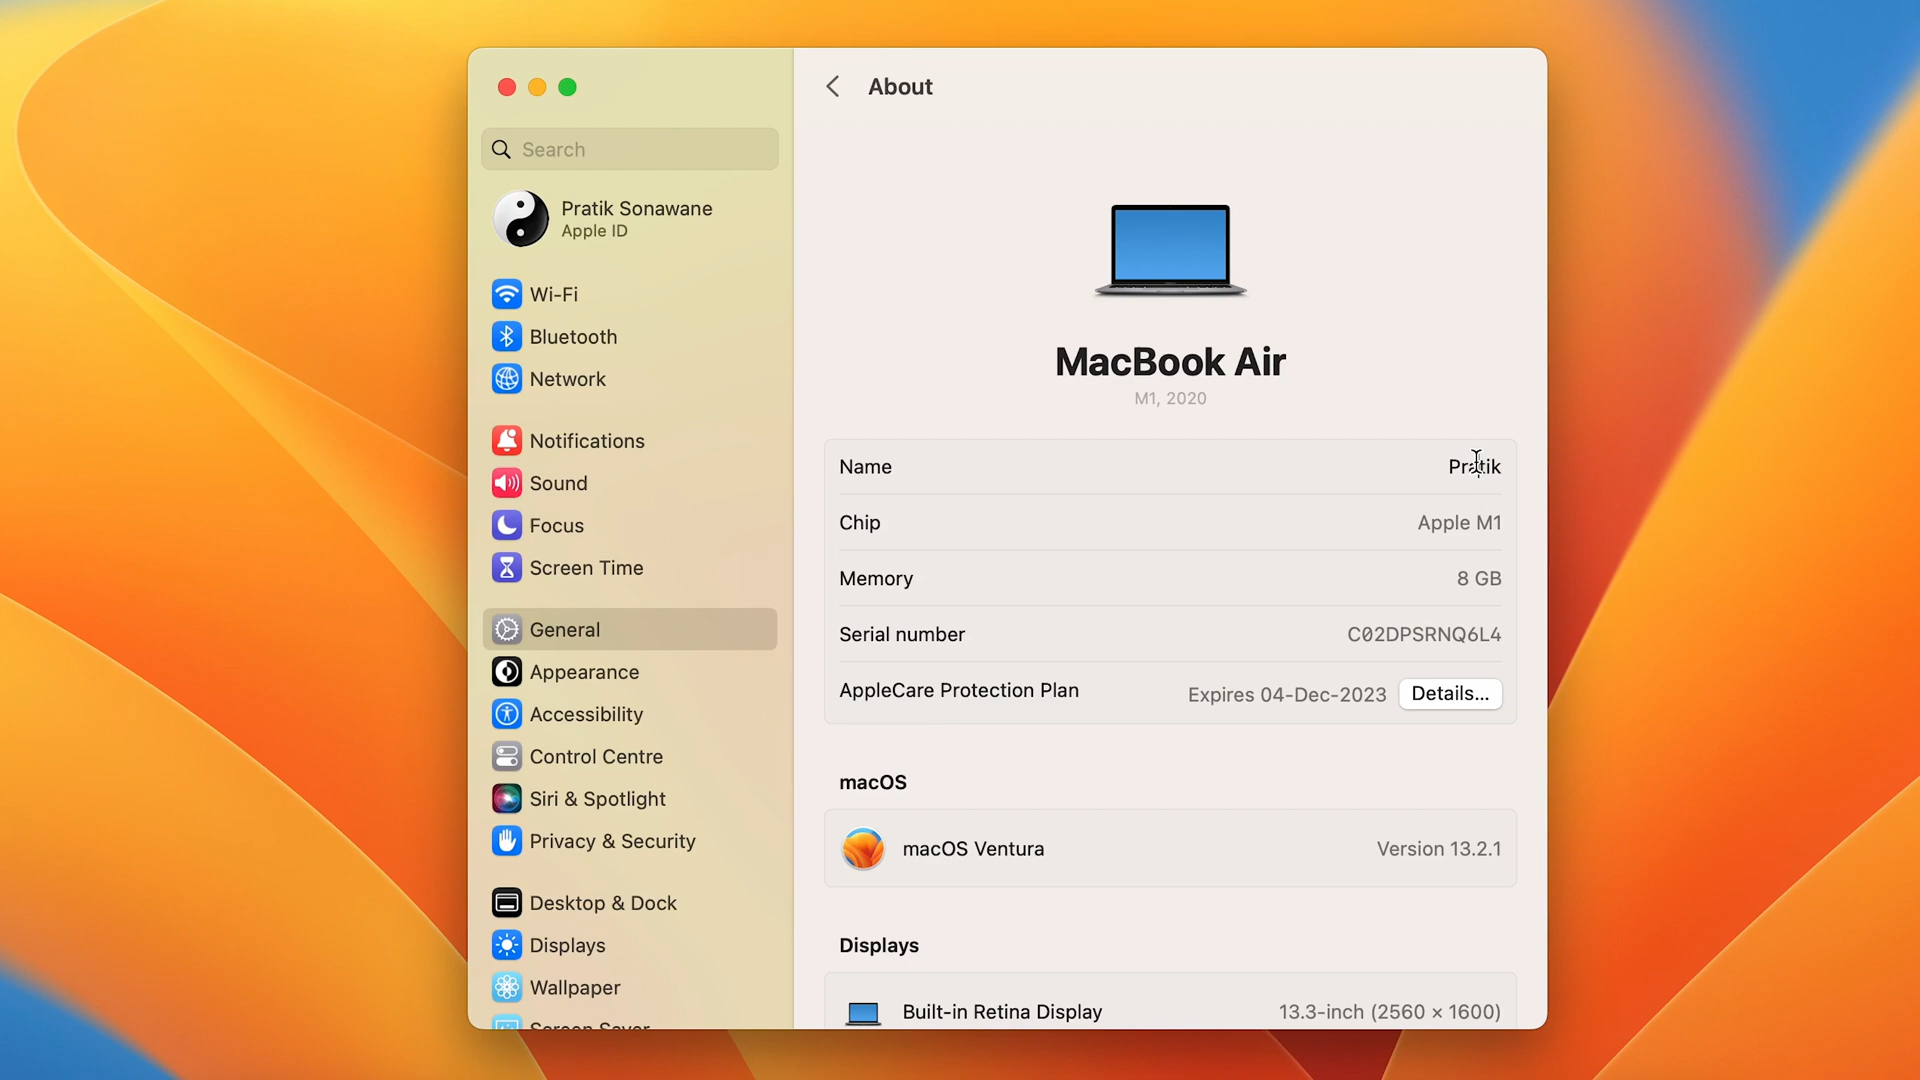 Search
Pratik Sonawane
Apple ID
Wi-Fi
Bluetooth
Network
Notifications
Sound
Focus
Screen Time
General
Appearance
Accessibility
Control Centre
Siri & Spotlight
Privacy & Security
Desktop & Dock
Displays
Wallpaper
Screen Saver
About
MacBook Air
M1, 2020
Name Pratik
Chip Apple M1
Memory 8 GB
Serial number C02DPSRNQ6L4
AppleCare Protection Plan Expires 04-Dec-2023 Details...
macOS
macOS Ventura Version 13.2.1
Displays
Built-in Retina Display 13.3-inch (2560 × 1600)